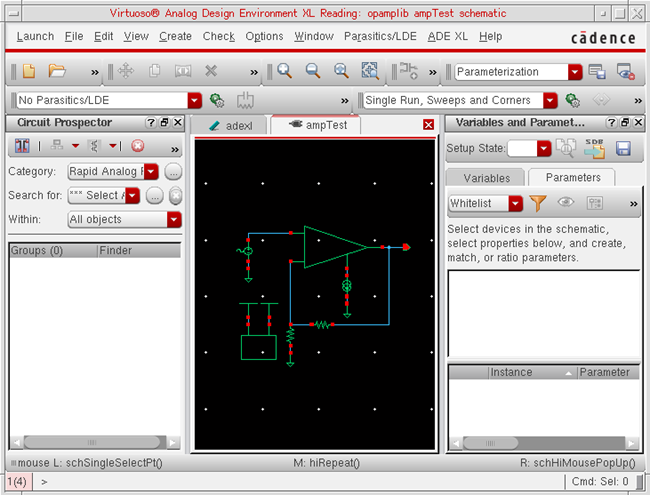 Virtuoso® Analog Design Environment XL Reading: opamplib ampTest schematic
Launch File Edit View Create Check Options Window Parasitics/LDE ADE XL Help
cādence
» » » Parameterization »
No Parasitics/LDE » Single Run, Sweeps and Corners »
Circuit Prospector
»
Category: Rapid Analog ...
Search for: *** Select ...
Within: All objects
Groups (0) Finder
adexl ampTest
Variables and Paramet...
Setup State: SDB
Variables Parameters
Whitelist »
Select devices in the schematic,
select properties below, and create,
match, or ratio parameters.
Instance Parameter
mouse L: schSingleSelectPt() M: hiRepeat() R: schHiMousePopUp()
1(4) > Cmd: Sel: 0